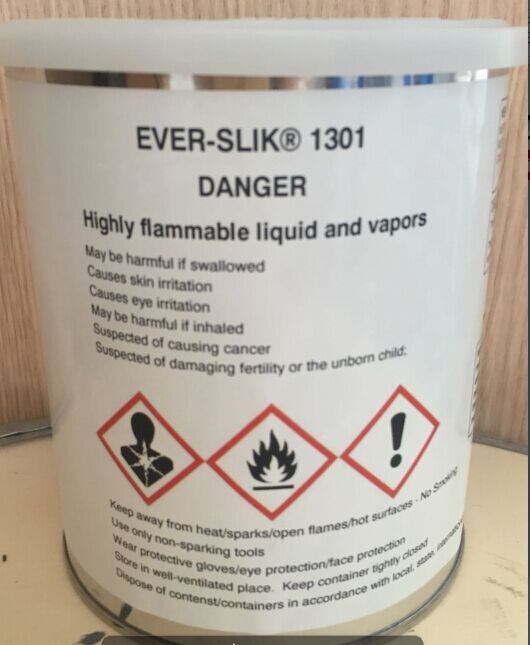 EVER-SLIK® 1301
DANGER
Highly flammable liquid and vapors
May be harmful if swallowed
Causes skin irritation
Causes eye irritation
May be harmful if inhaled
Suspected of causing cancer
Suspected of damaging fertility or the unborn child:
Keep away from heat/sparks/open flames/hot surfaces - No Smoking
Use only non-sparking tools
Wear protective gloves/eye protection/face protection
Store in well-ventilated place. Keep container tightly closed
Dispose of contenst/containers in accordance with local, state,